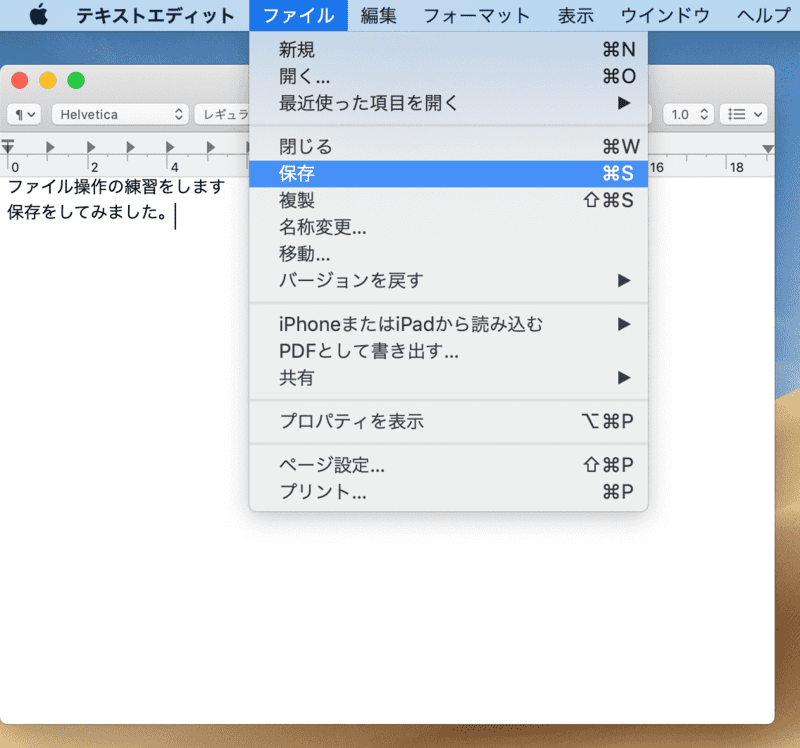 テキストエディット ファイル 編集 フォーマット 表示 ウインドウ ヘルプ
新規 ⌘N
開く... ⌘O
最近使った項目を開く ▶
閉じる ⌘W
保存 ⌘S
複製 ⇧⌘S
名称変更...
移動...
バージョンを戻す ▶
iPhoneまたはiPadから読み込む ▶
PDFとして書き出す...
共有 ▶
プロパティを表示 ⌥⌘P
ページ設定... ⇧⌘P
プリント... ⌘P
¶ Helvetica レギュラ 1.0
0 2 4 16 18
ファイル操作の練習をします
保存をしてみました。